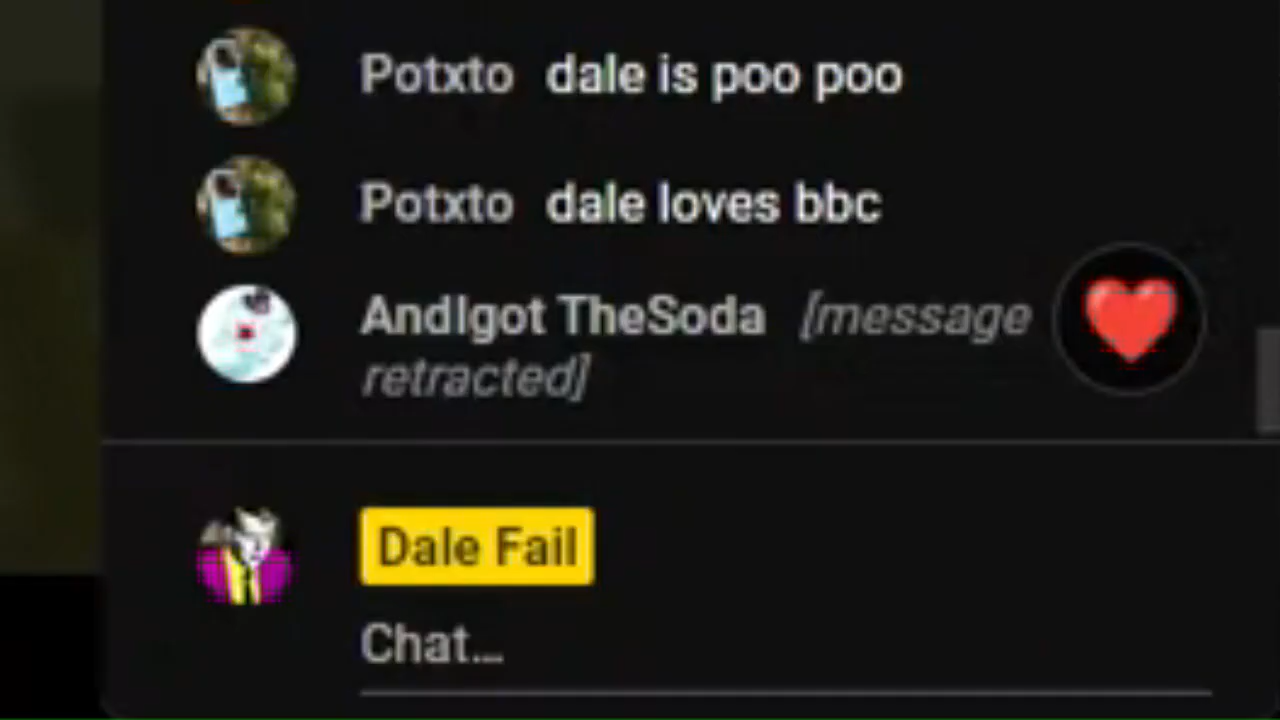 Potxto dale is poo poo
Potxto dale loves bbc
AndIgot TheSoda [message
retracted]
Dale Fail
Chat...